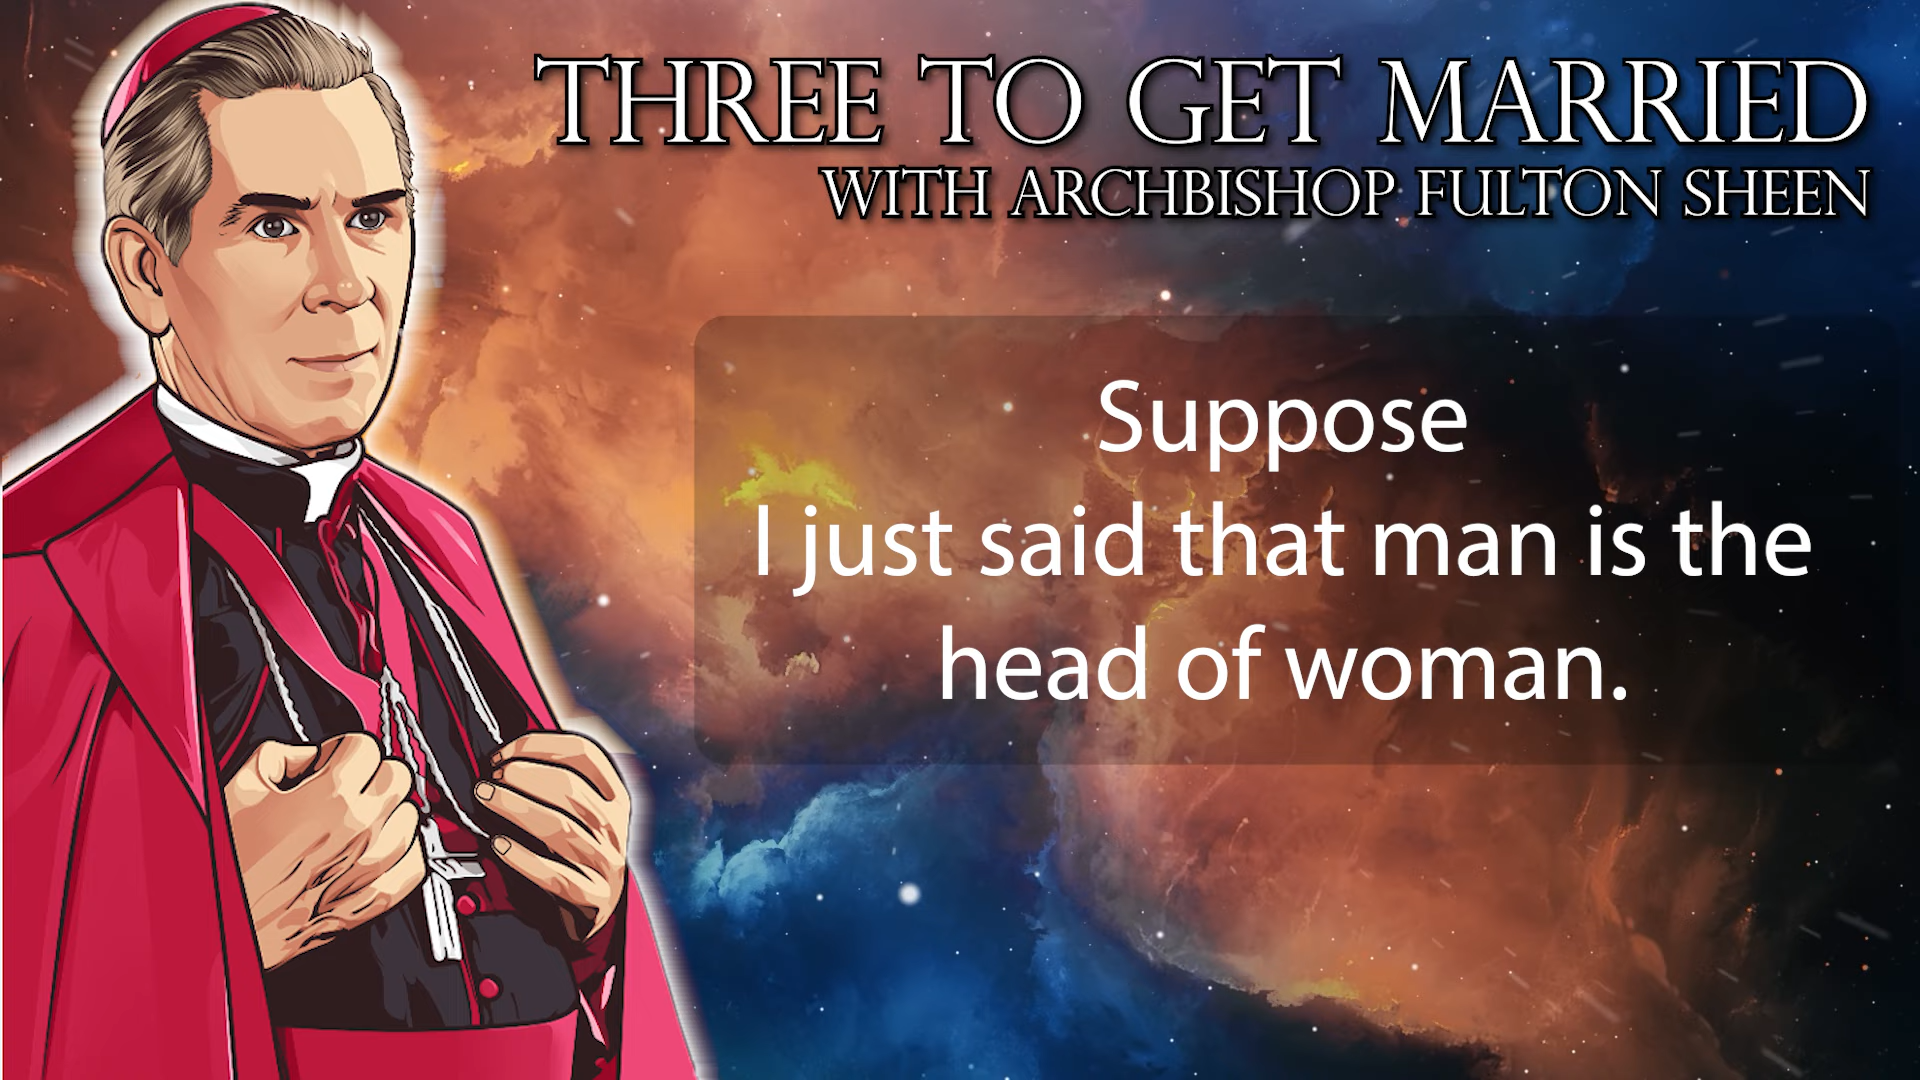 THREE TO GET MARRIED
WITH ARCHBISHOP FULTON SHEEN
Suppose
I just said that man is the
head of woman.